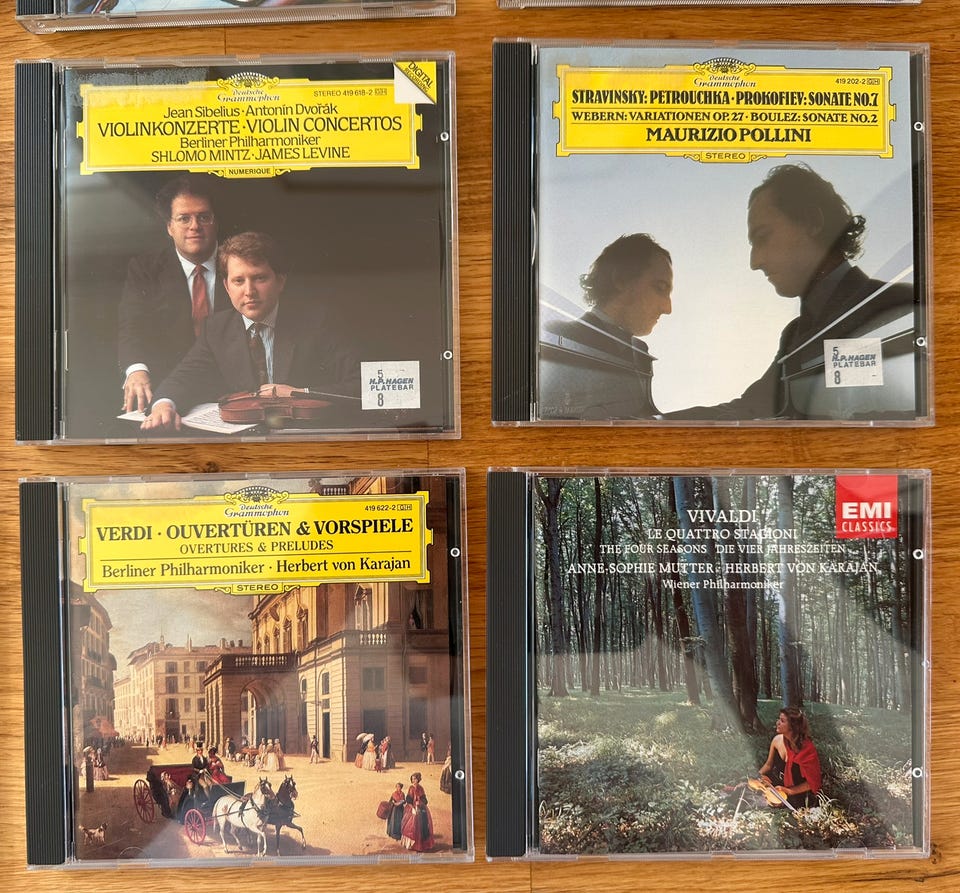 Deutsche
Grammophon
STEREO 419 618-2 GH
DIGITAL
Jean Sibelius · Antonín Dvořák
VIOLINKONZERTE · VIOLIN CONCERTOS
Berliner Philharmoniker
SHLOMO MINTZ · JAMES LEVINE
NUMERIQUE
5
H.P. HAGEN
PLATEBAR
8
Deutsche
Grammophon
419 202-2 GH
STRAVINSKY: PETROUCHKA · PROKOFIEV: SONATE NO.7
WEBERN: VARIATIONEN OP. 27 · BOULEZ: SONATE NO. 2
MAURIZIO POLLINI
STEREO
5
H.P. HAGEN
PLATEBAR
8
Deutsche
Grammophon
419 622-2 GH
VERDI · OUVERTÜREN & VORSPIELE
OVERTURES & PRELUDES
Berliner Philharmoniker · Herbert von Karajan
STEREO
EMI
CLASSICS
VIVALDI
LE QUATTRO STAGIONI
THE FOUR SEASONS · DIE VIER JAHRESZEITEN
ANNE-SOPHIE MUTTER · HERBERT VON KARAJAN
Wiener Philharmoniker